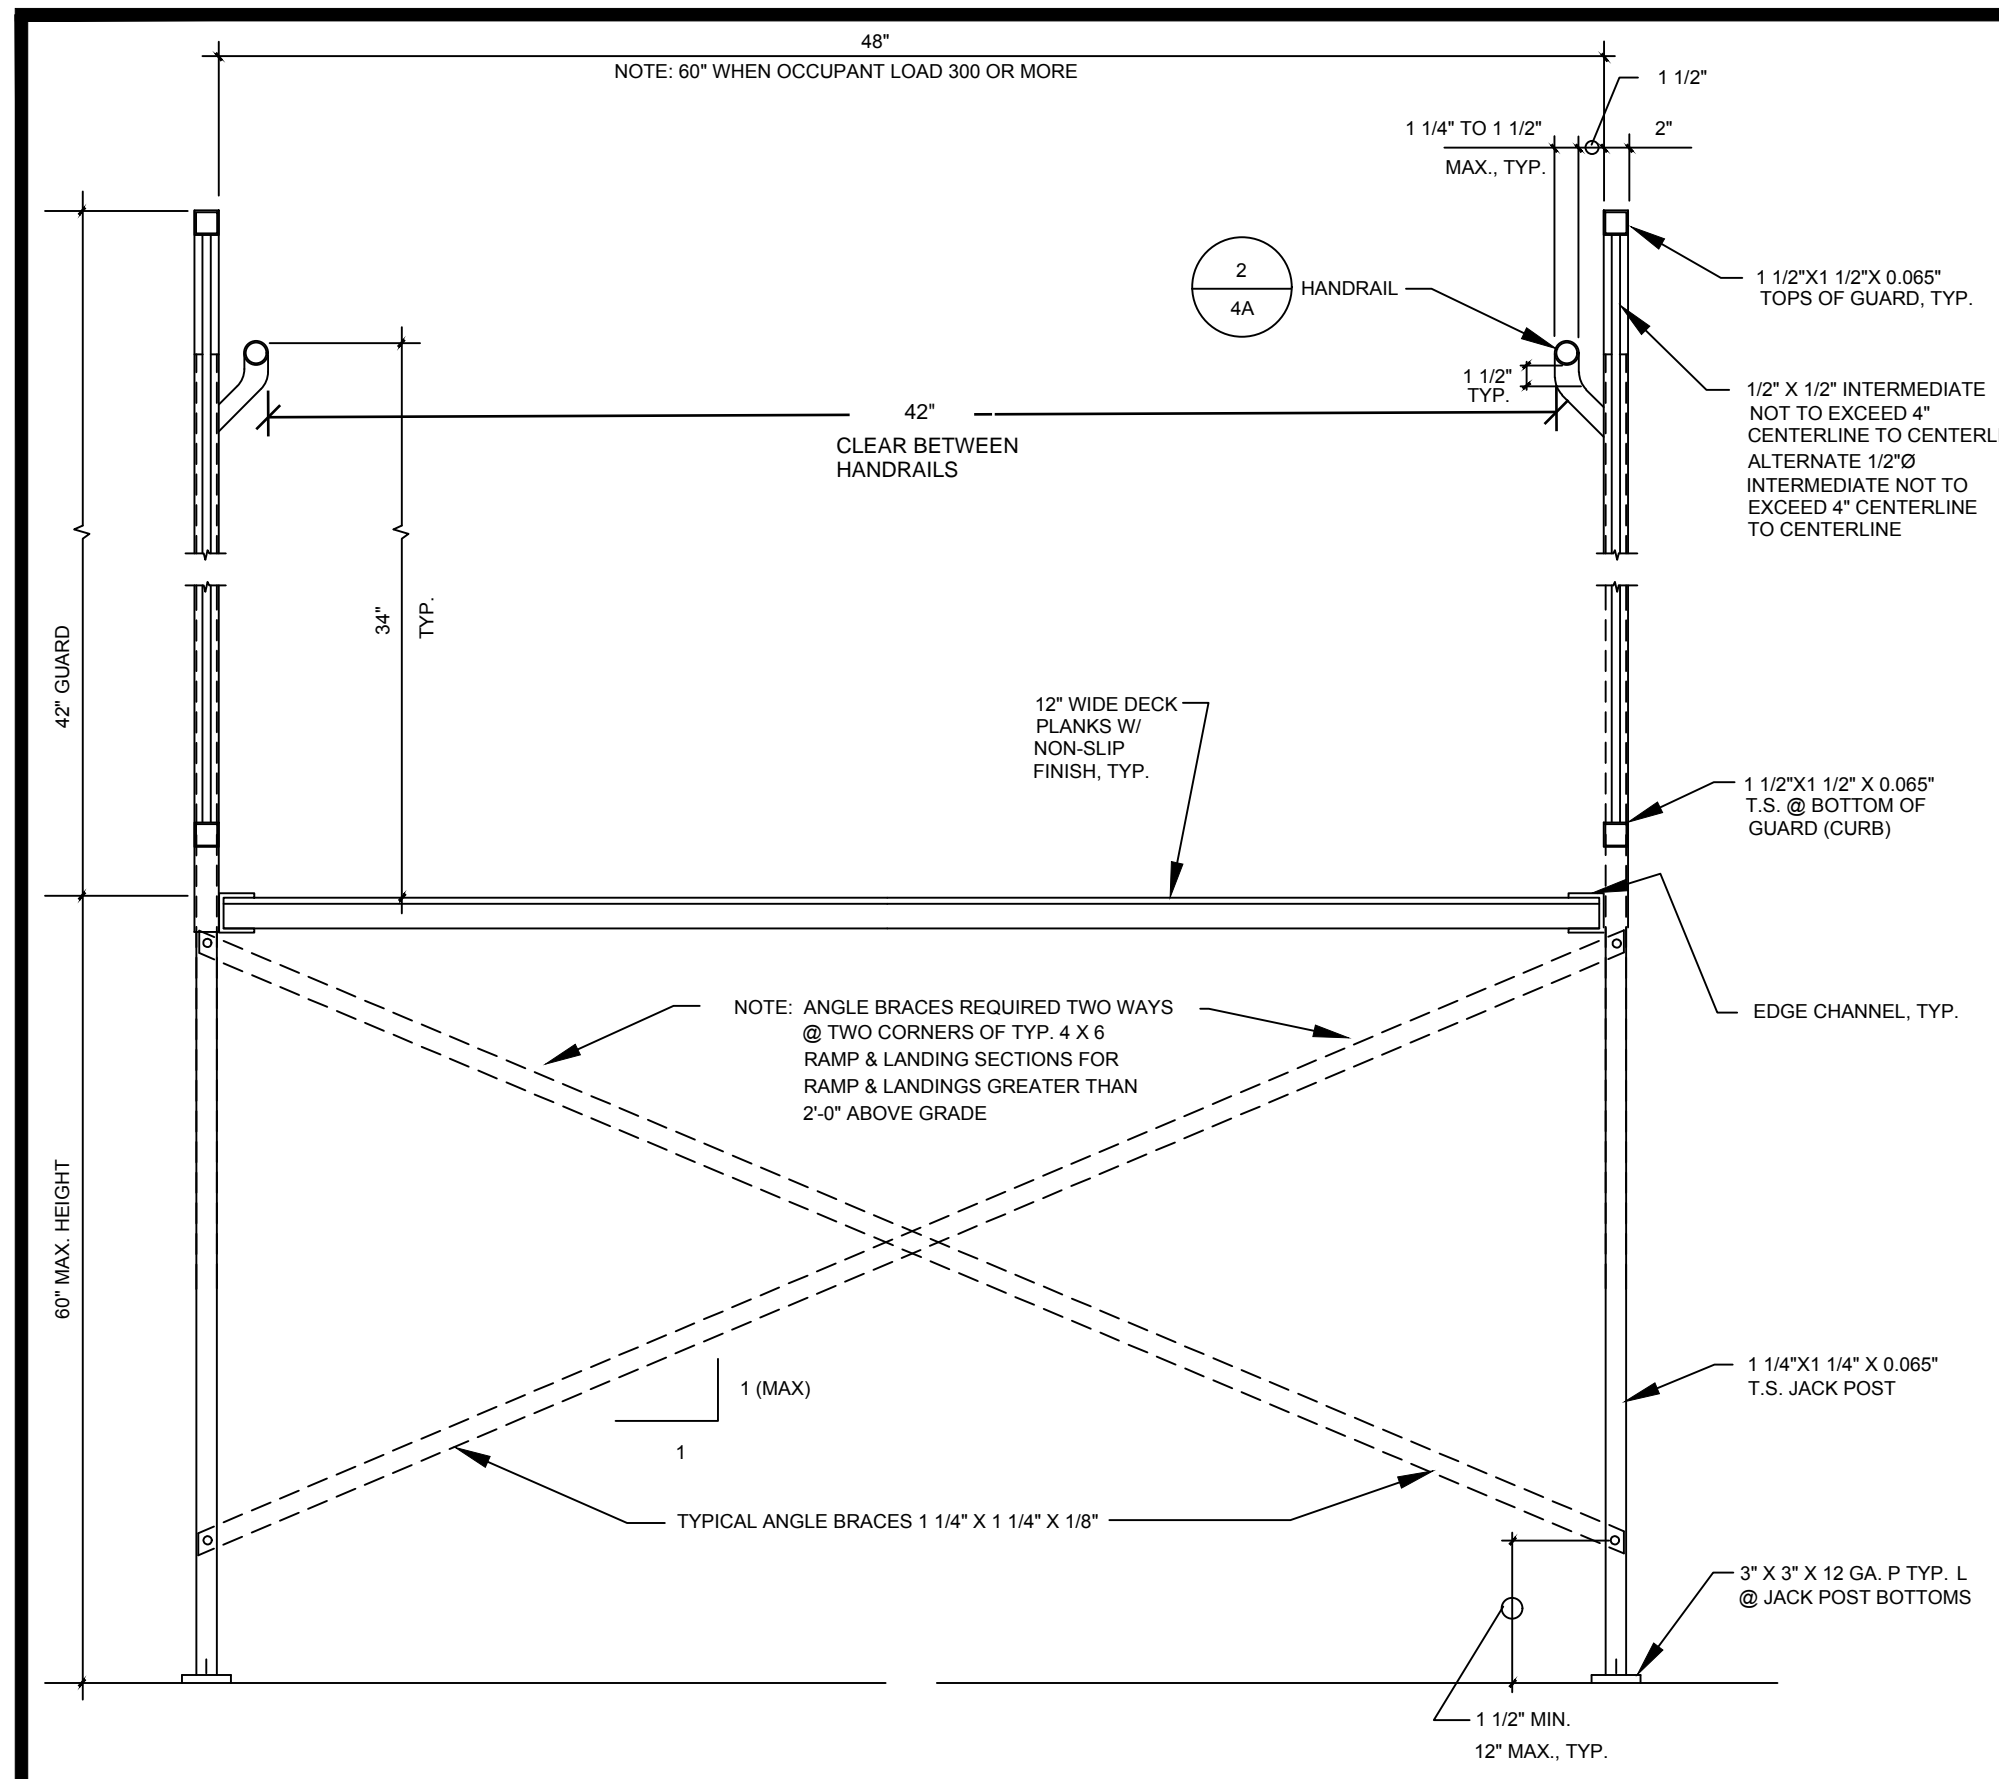 48"
NOTE: 60" WHEN OCCUPANT LOAD 300 OR MORE
1 1/2"
1 1/4" TO 1 1/2"
MAX., TYP.
2"
2
4A
HANDRAIL
1 1/2"X1 1/2"X 0.065"
TOPS OF GUARD, TYP.
1 1/2"
TYP.
1/2" X 1/2" INTERMEDIATE
NOT TO EXCEED 4"
CENTERLINE TO CENTERL
ALTERNATE 1/2"Ø
INTERMEDIATE NOT TO
EXCEED 4" CENTERLINE
TO CENTERLINE
42"
CLEAR BETWEEN
HANDRAILS
34"
TYP.
42" GUARD
12" WIDE DECK
PLANKS W/
NON-SLIP
FINISH, TYP.
1 1/2"X1 1/2" X 0.065"
T.S. @ BOTTOM OF
GUARD (CURB)
NOTE: ANGLE BRACES REQUIRED TWO WAYS
@ TWO CORNERS OF TYP. 4 X 6
RAMP & LANDING SECTIONS FOR
RAMP & LANDINGS GREATER THAN
2'-0" ABOVE GRADE
EDGE CHANNEL, TYP.
60" MAX. HEIGHT
1 (MAX)
1
1 1/4"X1 1/4" X 0.065"
T.S. JACK POST
TYPICAL ANGLE BRACES 1 1/4" X 1 1/4" X 1/8"
3" X 3" X 12 GA. P TYP. L
@ JACK POST BOTTOMS
1 1/2" MIN.
12" MAX., TYP.